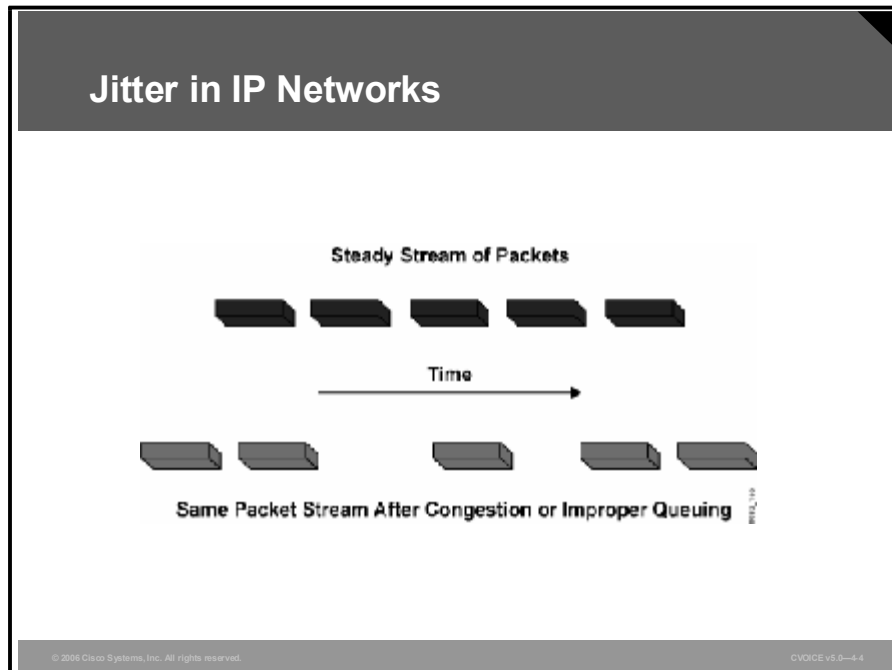 Jitter in IP Networks
Steady Stream of Packets
Time
Same Packet Stream After Congestion or Improper Queuing
© 2006 Cisco Systems, Inc. All rights reserved.
CVOICE v5.0—4-4